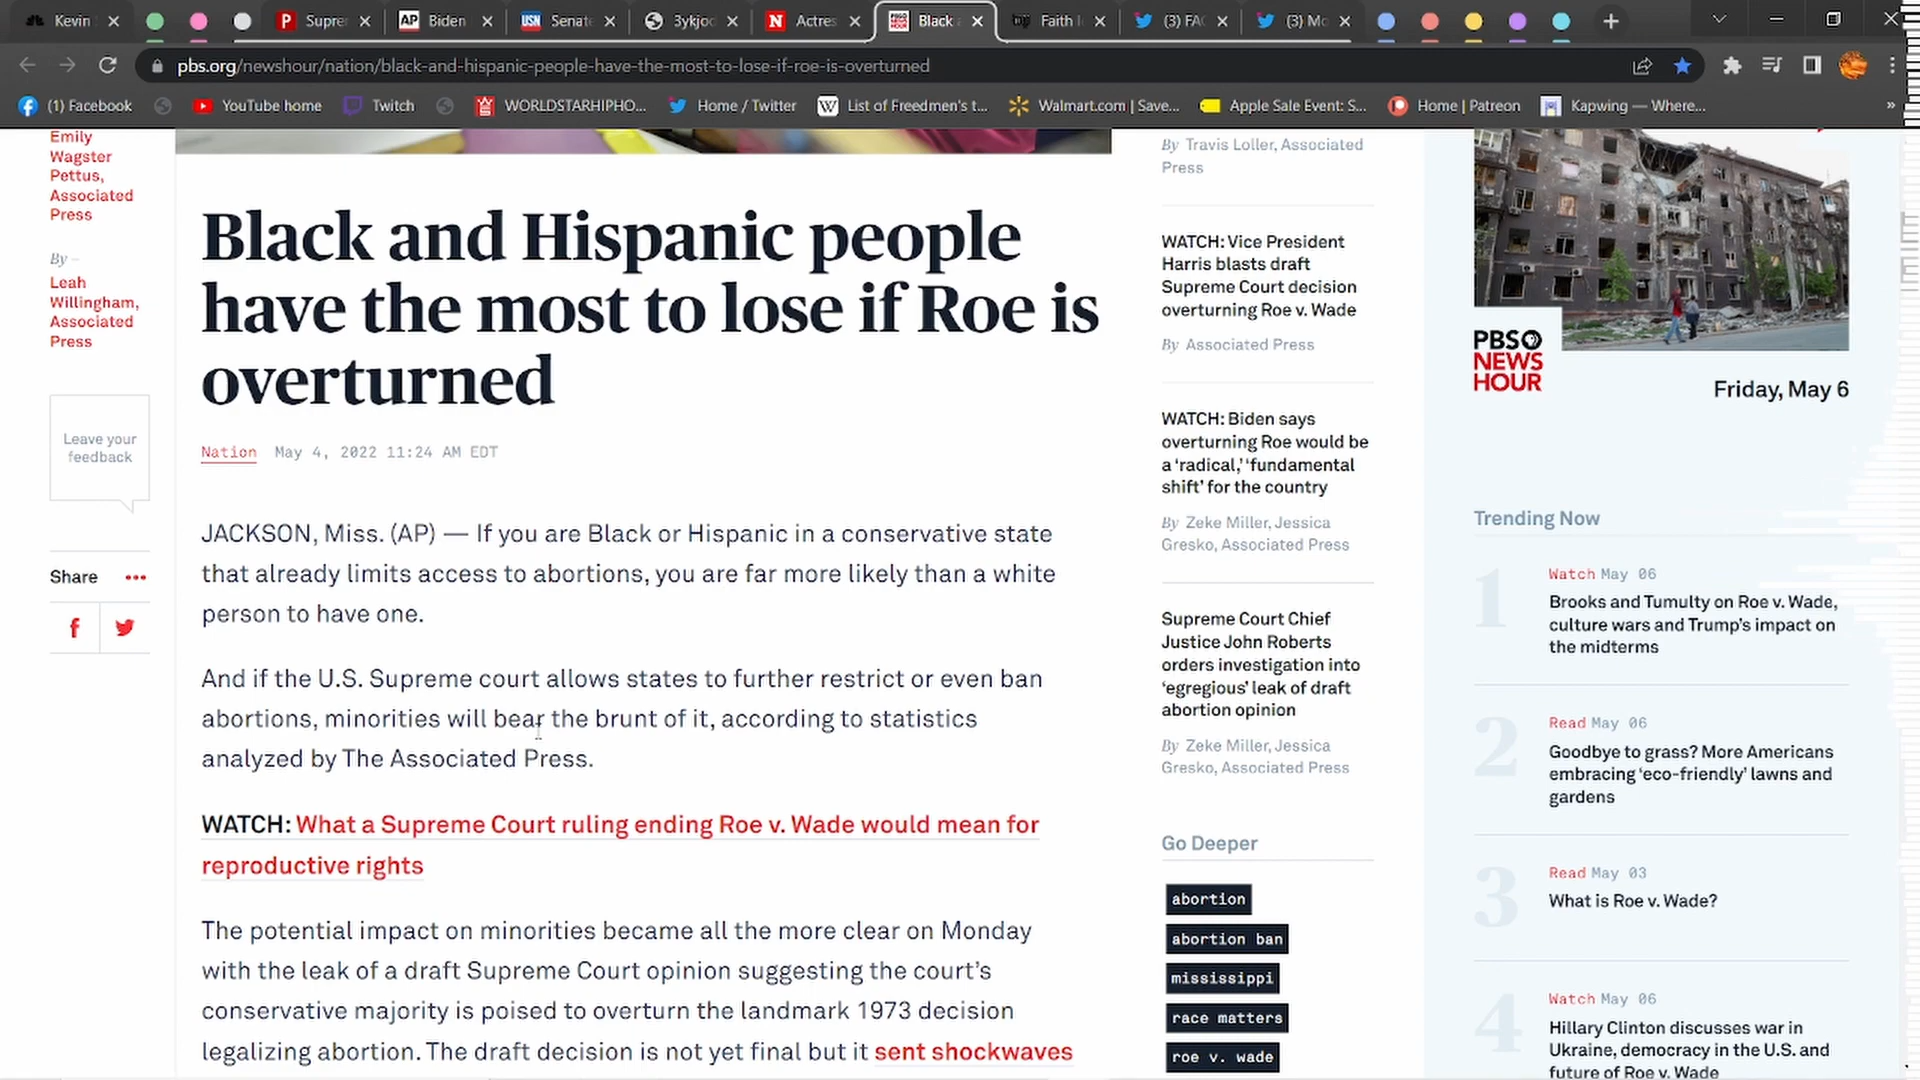 Kevin
Supre
AP Biden
USN Senat
3ykjo
N Actres
Black
Faith
(3) FA
(3) M
pbs.org/newshour/nation/black-and-hispanic-people-have-the-most-to-lose-if-roe-is-overturned
(1) Facebook
YouTube home
Twitch
WORLDSTARHIPHO...
Home / Twitter
W List of Freedmen's t...
Walmart.com | Save...
Apple Sale Event: S...
Home | Patreon
Kapwing — Where...
Emily
Wagster
Pettus,
Associated
Press
By –
Leah
Willingham,
Associated
Press
Leave your
feedback
Share
Black and Hispanic people
have the most to lose if Roe is
overturned
Nation May 4, 2022 11:24 AM EDT
JACKSON, Miss. (AP) — If you are Black or Hispanic in a conservative state
that already limits access to abortions, you are far more likely than a white
person to have one.
And if the U.S. Supreme court allows states to further restrict or even ban
abortions, minorities will bear the brunt of it, according to statistics
analyzed by The Associated Press.
WATCH: What a Supreme Court ruling ending Roe v. Wade would mean for
reproductive rights
The potential impact on minorities became all the more clear on Monday
with the leak of a draft Supreme Court opinion suggesting the court's
conservative majority is poised to overturn the landmark 1973 decision
legalizing abortion. The draft decision is not yet final but it sent shockwaves
By Travis Loller, Associated
Press
WATCH: Vice President
Harris blasts draft
Supreme Court decision
overturning Roe v. Wade
By Associated Press
WATCH: Biden says
overturning Roe would be
a 'radical,' 'fundamental
shift' for the country
By Zeke Miller, Jessica
Gresko, Associated Press
Supreme Court Chief
Justice John Roberts
orders investigation into
'egregious' leak of draft
abortion opinion
By Zeke Miller, Jessica
Gresko, Associated Press
Go Deeper
abortion
abortion ban
mississippi
race matters
roe v. wade
PBS
NEWS
HOUR
Friday, May 6
Trending Now
1
Watch May 06
Brooks and Tumulty on Roe v. Wade,
culture wars and Trump's impact on
the midterms
2
Read May 06
Goodbye to grass? More Americans
embracing 'eco-friendly' lawns and
gardens
3
Read May 03
What is Roe v. Wade?
4
Watch May 06
Hillary Clinton discusses war in
Ukraine, democracy in the U.S. and
future of Roe v. Wade